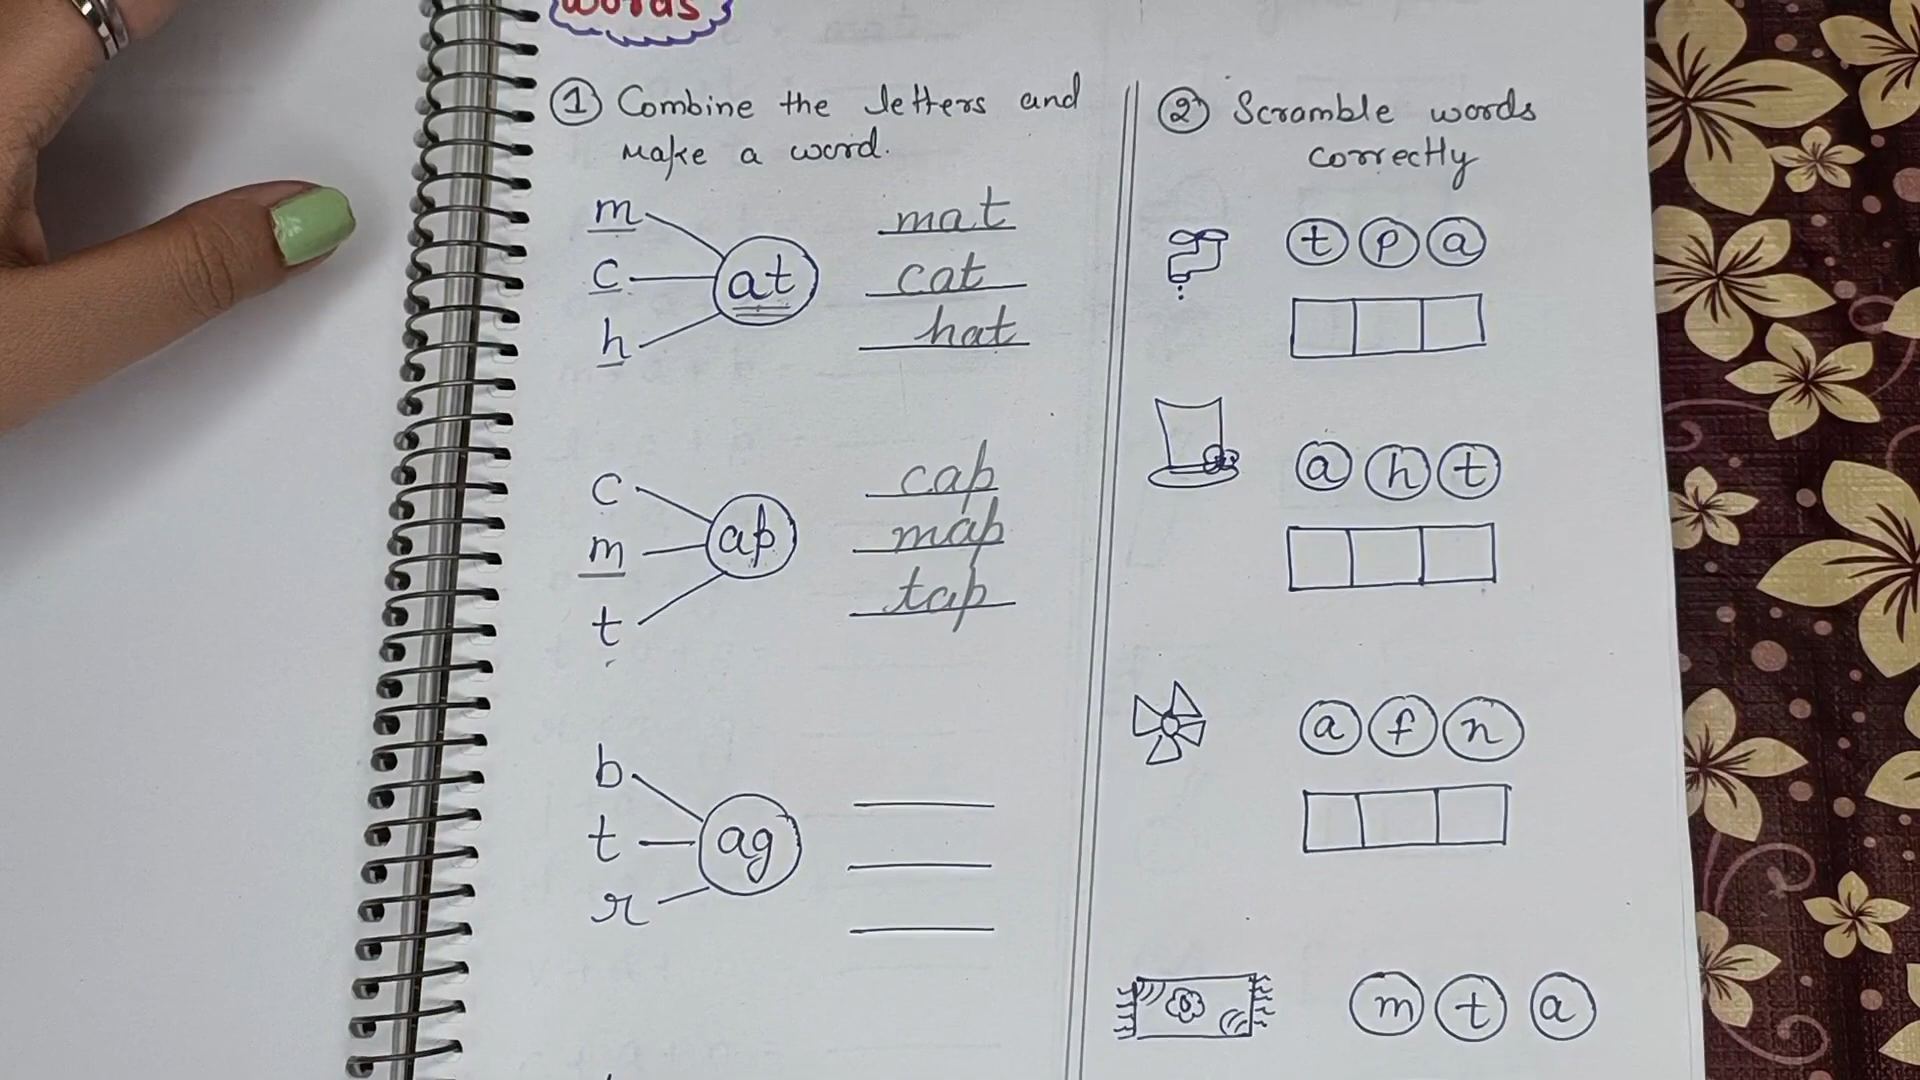 words
1 Combine the letters and
make a word.
m
c
h
at
mat
cat
hat
c
m
t
ap
cap
map
tap
b
t
r
ag
2 Scramble words
correctly
t p a
a h t
a f n
m t a